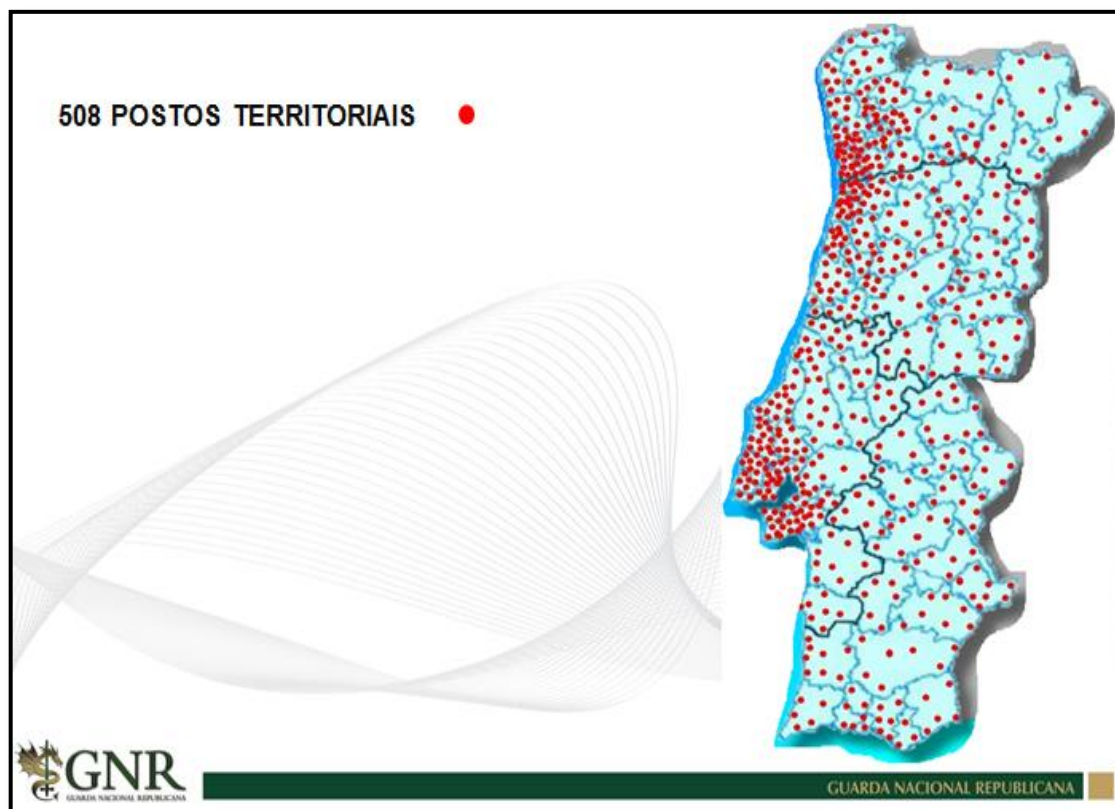 508 POSTOS TERRITORIAIS
GNR
GUARDA NACIONAL REPUBLICANA
GUARDA NACIONAL REPUBLICANA